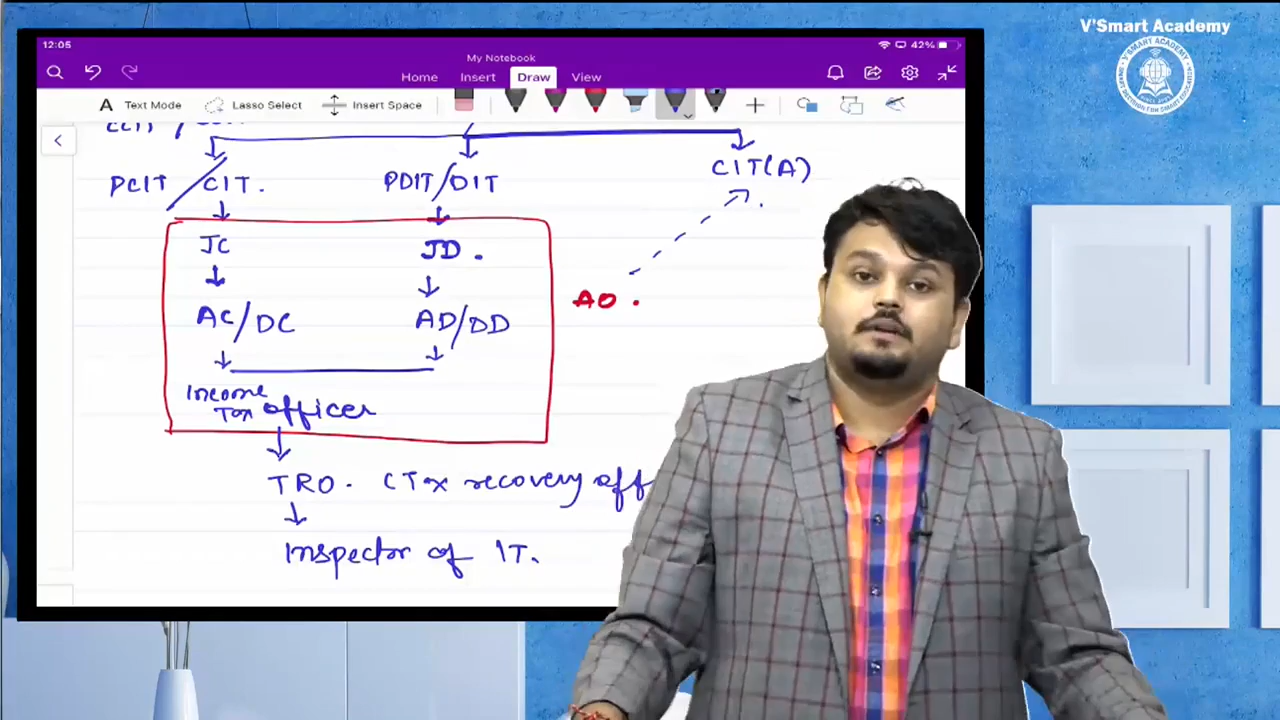 V'Smart Academy
12:05
42%
My Notebook
Home Insert Draw View
A Text Mode Lasso Select Insert Space
PCIT / CIT. PDIT/DIT CIT(A)
JC JD.
AO.
AC/DC AD/DD
Income
Tax officer
TRO. (Tax recovery off
Inspector of IT.